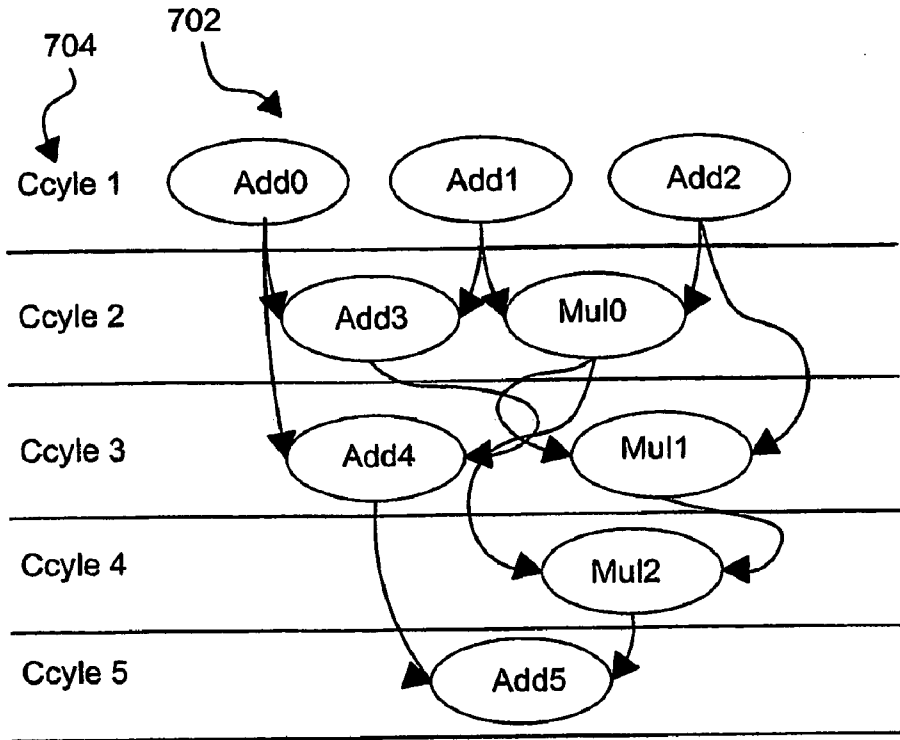 704
702
Ccyle 1
Add0
Add1
Add2
Ccyle 2
Add3
Mul0
Ccyle 3
Add4
Mul1
Ccyle 4
Mul2
Ccyle 5
Add5